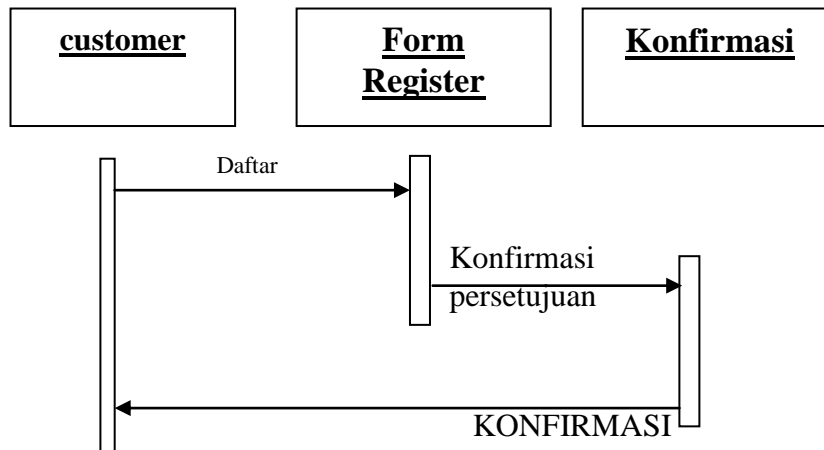 customer
Form
Register
Konfirmasi
Daftar
Konfirmasi
persetujuan
KONFIRMASI